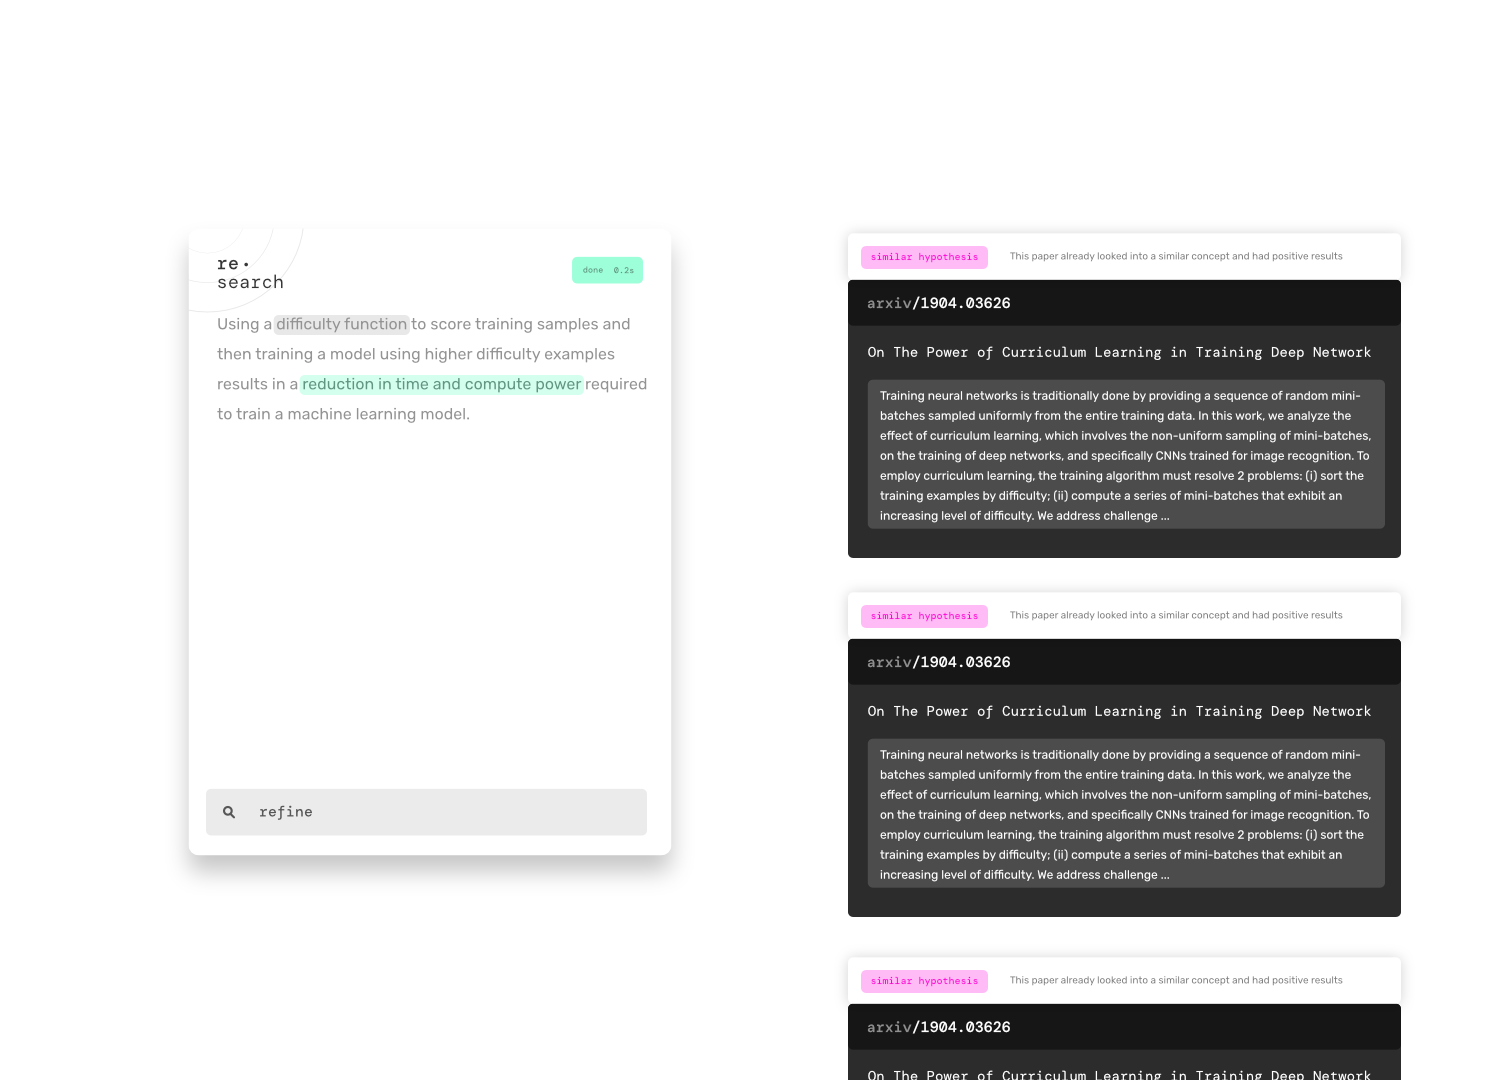 re·
search
done 0.2s
Using a difficulty function to score training samples and
then training a model using higher difficulty examples
results in a reduction in time and compute power required
to train a machine learning model.
refine
similar hypothesis This paper already looked into a similar concept and had positive results
arxiv/1904.03626
On The Power of Curriculum Learning in Training Deep Network
Training neural networks is traditionally done by providing a sequence of random mini-
batches sampled uniformly from the entire training data. In this work, we analyze the
effect of curriculum learning, which involves the non-uniform sampling of mini-batches,
on the training of deep networks, and specifically CNNs trained for image recognition. To
employ curriculum learning, the training algorithm must resolve 2 problems: (i) sort the
training examples by difficulty; (ii) compute a series of mini-batches that exhibit an
increasing level of difficulty. We address challenge ...
similar hypothesis This paper already looked into a similar concept and had positive results
arxiv/1904.03626
On The Power of Curriculum Learning in Training Deep Network
Training neural networks is traditionally done by providing a sequence of random mini-
batches sampled uniformly from the entire training data. In this work, we analyze the
effect of curriculum learning, which involves the non-uniform sampling of mini-batches,
on the training of deep networks, and specifically CNNs trained for image recognition. To
employ curriculum learning, the training algorithm must resolve 2 problems: (i) sort the
training examples by difficulty; (ii) compute a series of mini-batches that exhibit an
increasing level of difficulty. We address challenge ...
similar hypothesis This paper already looked into a similar concept and had positive results
arxiv/1904.03626
On The Power of Curriculum Learning in Training Deep Network